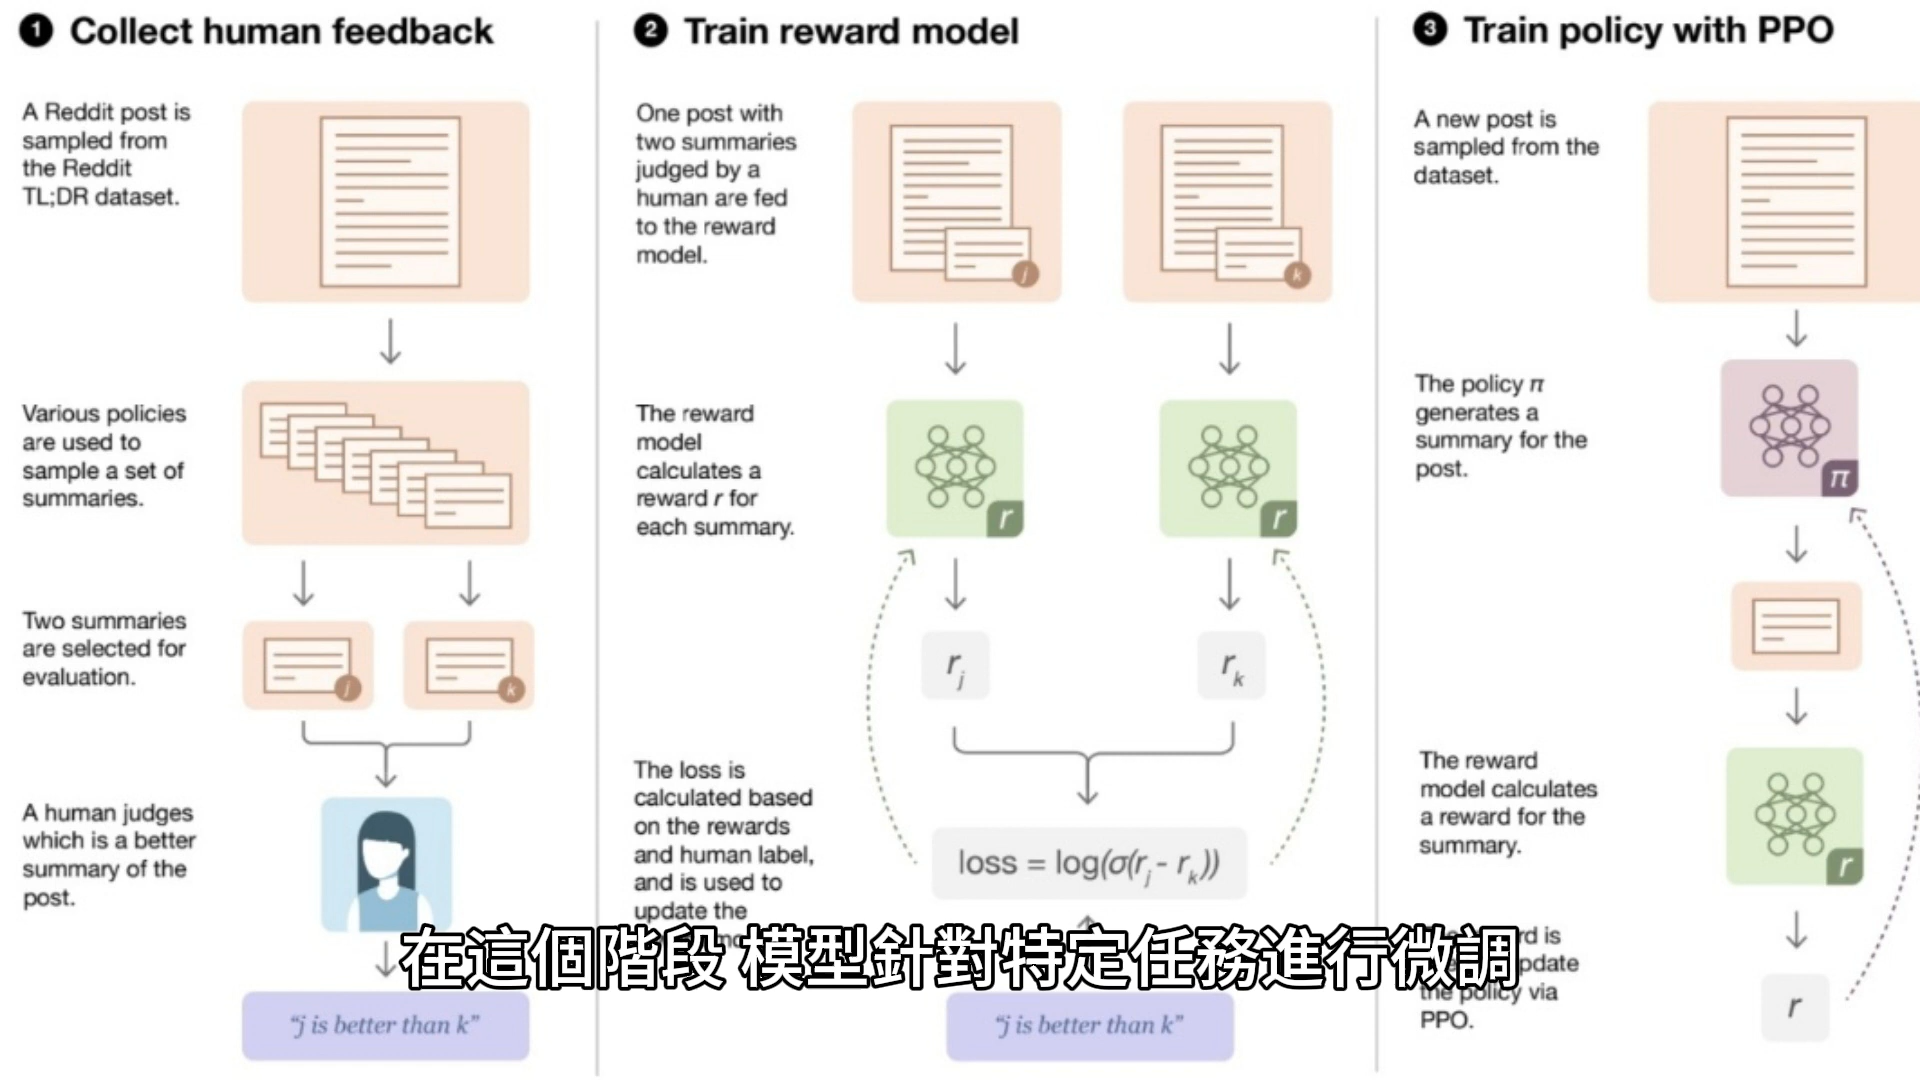 1 Collect human feedback
A Reddit post is
sampled from
the Reddit
TL;DR dataset.
Various policies
are used to
sample a set of
summaries.
Two summaries
are selected for
evaluation.
j
k
A human judges
which is a better
summary of the
post.
"j is better than k"
2 Train reward model
One post with
two summaries
judged by a
human are fed
to the reward
model.
j
k
The reward
model
calculates a
reward r for
each summary.
r
r
rj
rk
The loss is
calculated based
on the rewards
and human label,
and is used to
update the
loss = log(σ(rj - rk))
"j is better than k"
3 Train policy with PPO
A new post is
sampled from the
dataset.
The policy π
generates a
summary for the
post.
π
The reward
model calculates
a reward for the
summary.
r
is
the policy via
PPO.
r
在這個階段 模型針對特定任務進行微調